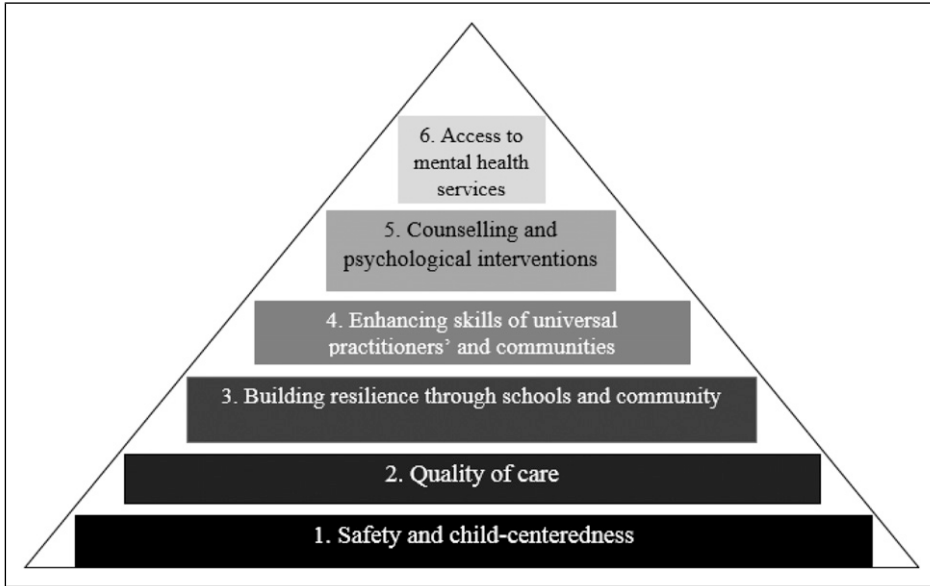 6. Access to
mental health
services
5. Counselling and
psychological interventions
4. Enhancing skills of universal
practitioners’ and communities
3. Building resilience through schools and community
2. Quality of care
1. Safety and child-centeredness